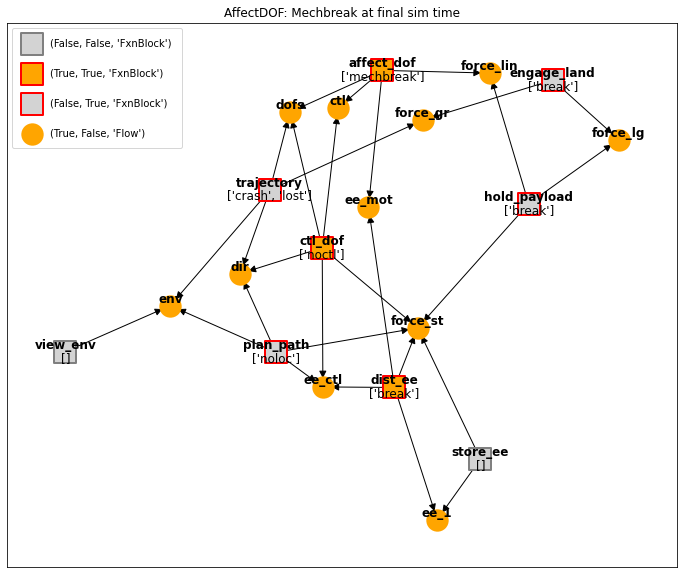 AffectDOF: Mechbreak at final sim time
(False, False, 'FxnBlock')
(True, True, 'FxnBlock')
(False, True, 'FxnBlock')
(True, False, 'Flow')
affect_dof
['mechbreak']
force_lin
engage_land
['break']
dofs
ctl
force_gr
force_lg
trajectory
['crash', 'lost']
ee_mot
hold_payload
['break']
ctl_dof
['noctl']
dir
env
force_st
view_env
[]
plan_path
['noloc']
ee_ctl
dist_ee
['break']
store_ee
[]
ee_1